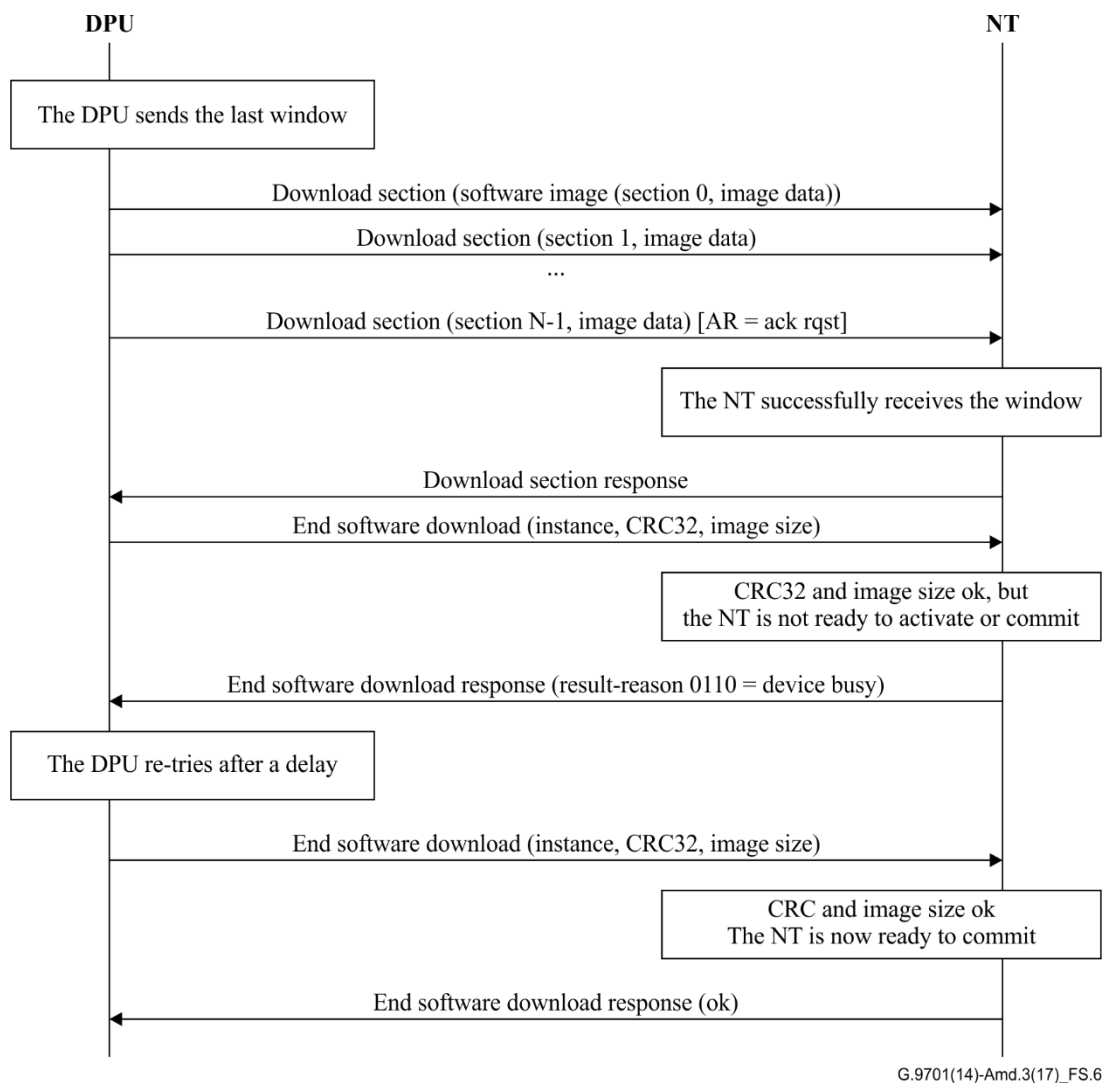 DPU
NT
The DPU sends the last window
Download section (software image (section 0, image data))
Download section (section 1, image data)
...
Download section (section N-1, image data) [AR = ack rqst]
The NT successfully receives the window
Download section response
End software download (instance, CRC32, image size)
CRC32 and image size ok, but
the NT is not ready to activate or commit
End software download response (result-reason 0110 = device busy)
The DPU re-tries after a delay
End software download (instance, CRC32, image size)
CRC and image size ok
The NT is now ready to commit
End software download response (ok)
G.9701(14)-Amd.3(17)_FS.6